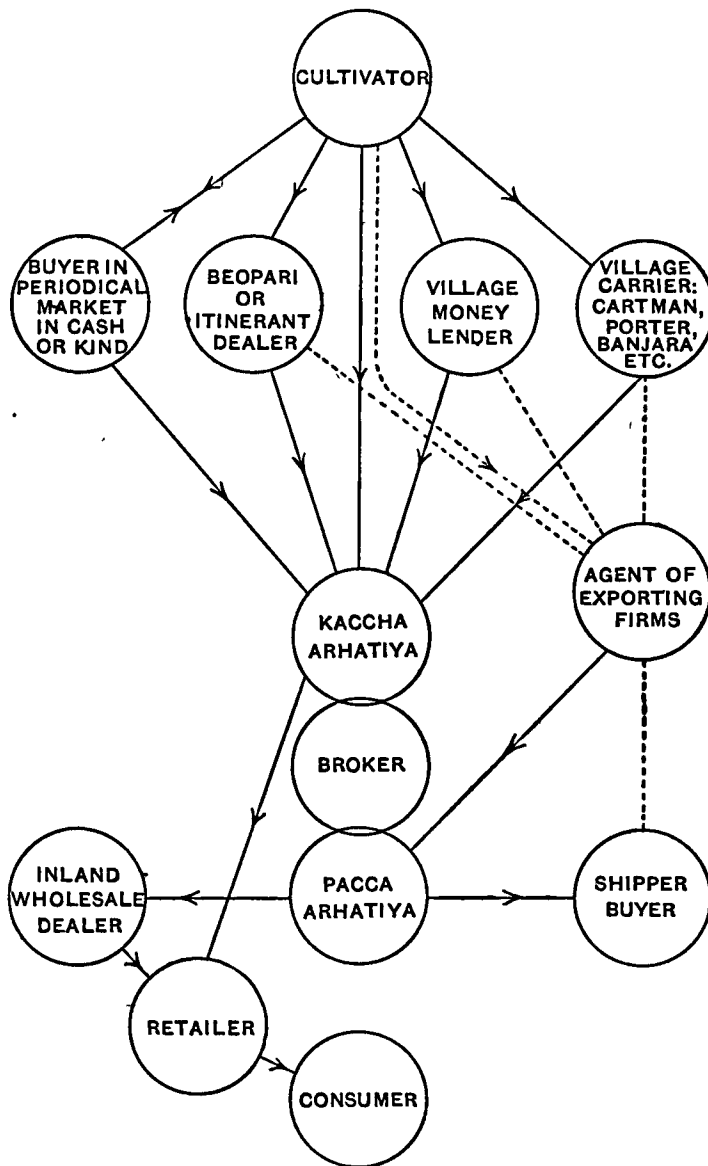 CULTIVATOR
BUYER IN
PERIODICAL
MARKET
IN CASH
OR KIND
BEOPARI
OR
ITINERANT
DEALER
VILLAGE
MONEY
LENDER
VILLAGE
CARRIER:
CARTMAN,
PORTER,
BANJARA
ETC.
KACCHA
ARHATIYA
AGENT OF
EXPORTING
FIRMS
BROKER
INLAND
WHOLESALE
DEALER
PACCA
ARHATIYA
SHIPPER
BUYER
RETAILER
CONSUMER